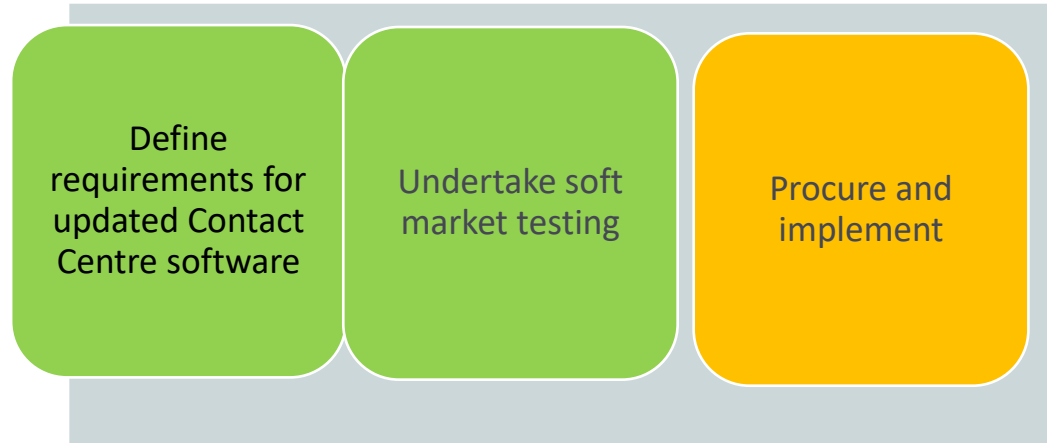 Define
requirements for
updated Contact
Centre software
Undertake soft
market testing
Procure and
implement